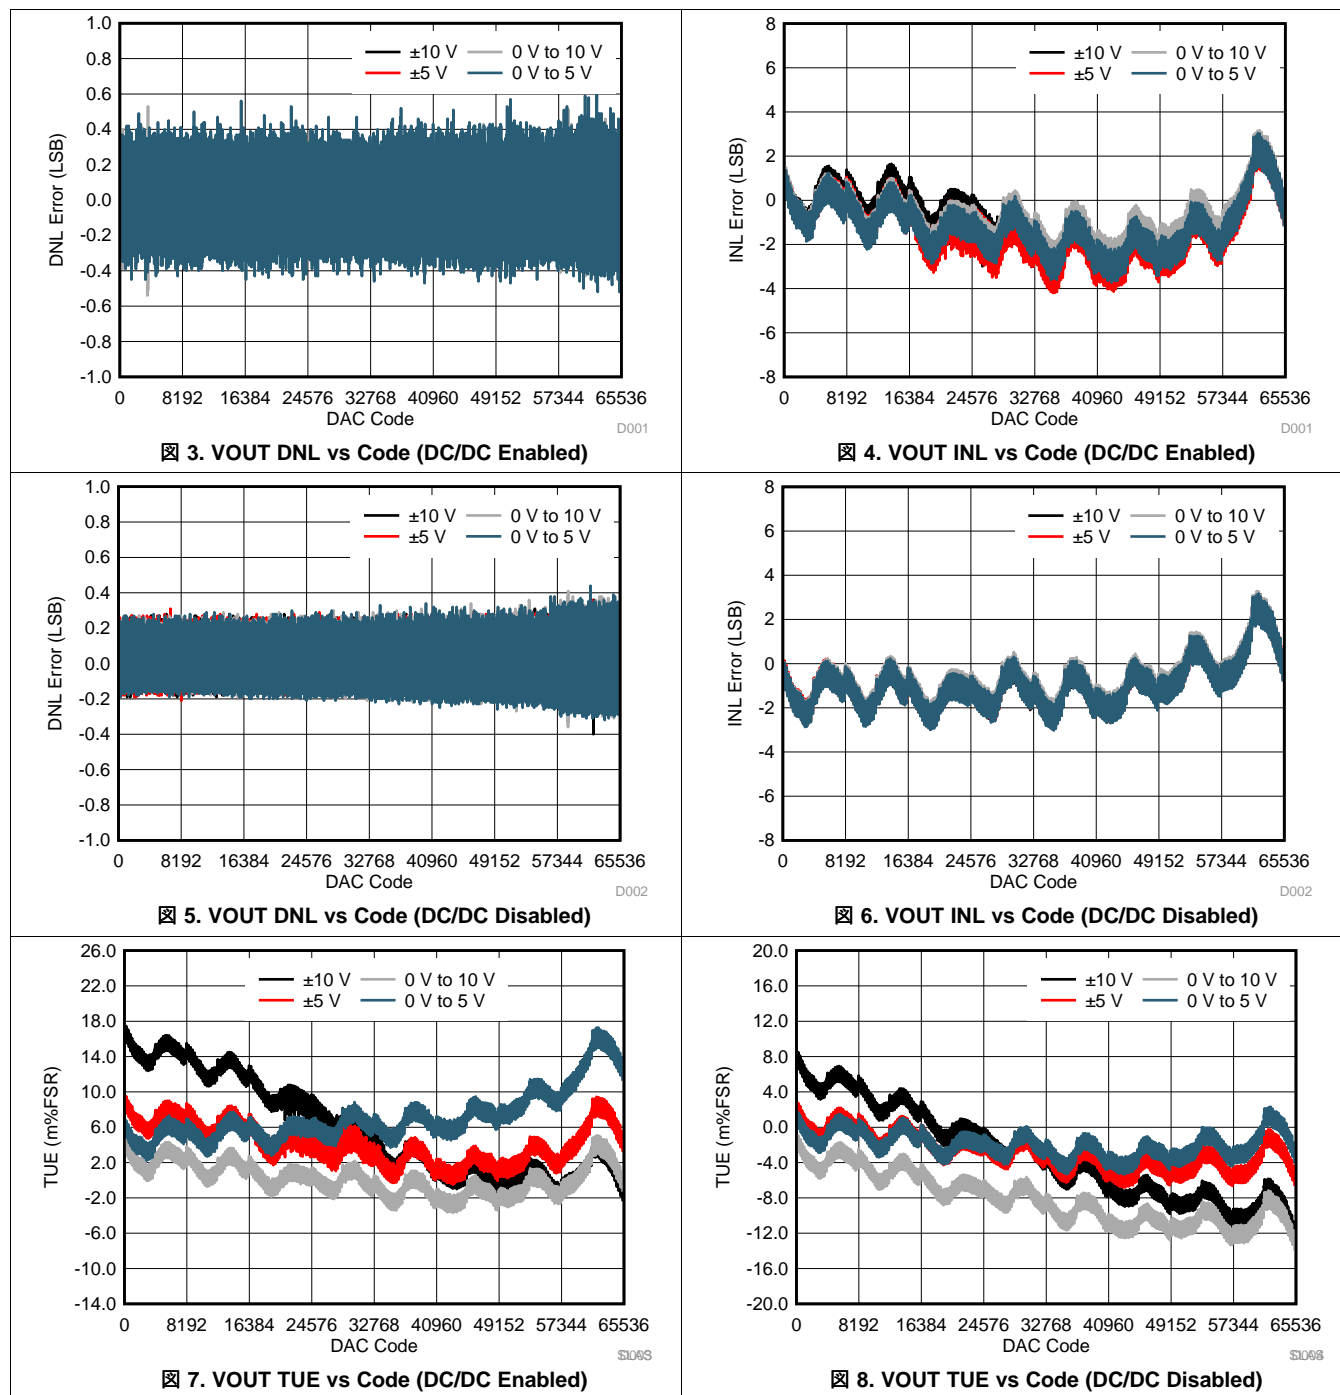 1.0
0.8
0.6
0.4
0.2
0.0
-0.2
-0.4
-0.6
-0.8
-1.0
DNL Error (LSB)
±10 V
0 V to 10 V
±5 V
0 V to 5 V
0 8192 16384 24576 32768 40960 49152 57344 65536
DAC Code
D001
図 3. VOUT DNL vs Code (DC/DC Enabled)
8
6
4
2
0
-2
-4
-6
-8
INL Error (LSB)
±10 V
0 V to 10 V
±5 V
0 V to 5 V
0 8192 16384 24576 32768 40960 49152 57344 65536
DAC Code
D001
図 4. VOUT INL vs Code (DC/DC Enabled)
1.0
0.8
0.6
0.4
0.2
0.0
-0.2
-0.4
-0.6
-0.8
-1.0
DNL Error (LSB)
±10 V
0 V to 10 V
±5 V
0 V to 5 V
0 8192 16384 24576 32768 40960 49152 57344 65536
DAC Code
D002
図 5. VOUT DNL vs Code (DC/DC Disabled)
8
6
4
2
0
-2
-4
-6
-8
INL Error (LSB)
±10 V
0 V to 10 V
±5 V
0 V to 5 V
0 8192 16384 24576 32768 40960 49152 57344 65536
DAC Code
D002
図 6. VOUT INL vs Code (DC/DC Disabled)
26.0
22.0
18.0
14.0
10.0
6.0
2.0
-2.0
-6.0
-10.0
-14.0
TUE (m%FSR)
±10 V
0 V to 10 V
±5 V
0 V to 5 V
0 8192 16384 24576 32768 40960 49152 57344 65536
DAC Code
図 7. VOUT TUE vs Code (DC/DC Enabled)
20.0
16.0
12.0
8.0
4.0
0.0
-4.0
-8.0
-12.0
-16.0
-20.0
TUE (m%FSR)
±10 V
0 V to 10 V
±5 V
0 V to 5 V
0 8192 16384 24576 32768 40960 49152 57344 65536
DAC Code
図 8. VOUT TUE vs Code (DC/DC Disabled)